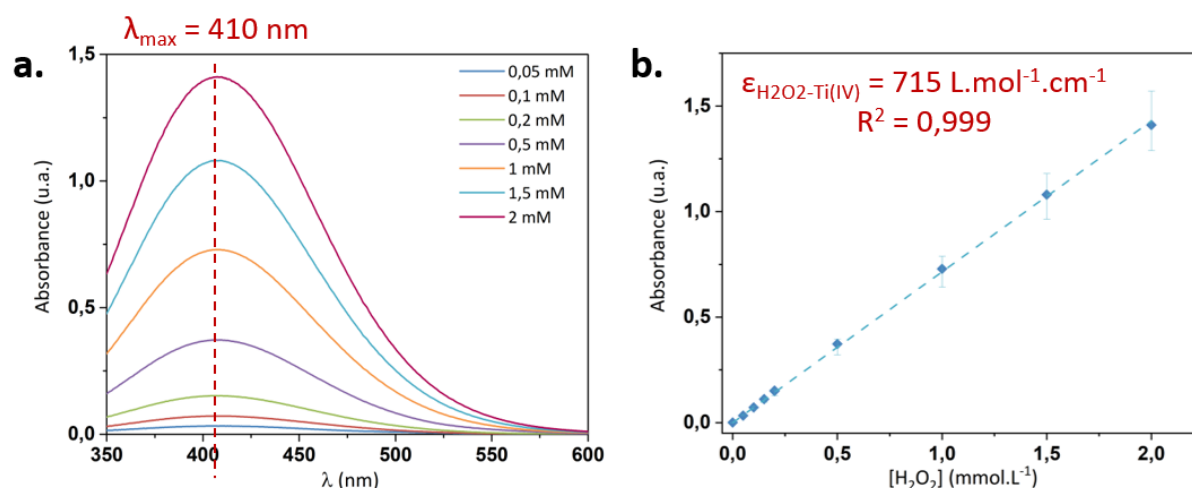 λmax = 410 nm
a.
1,5
1,0
0,5
0,0
Absorbance (u.a.)
0,05 mM
0,1 mM
0,2 mM
0,5 mM
1 mM
1,5 mM
2 mM
350
400
450
500
550
600
λ (nm)
b.
εH2O2-Ti(IV) = 715 L.mol-1.cm-1
R2 = 0,999
1,5
1,0
0,5
0,0
Absorbance (u.a.)
0,0
0,5
1,0
1,5
2,0
[H2O2] (mmol.L-1)